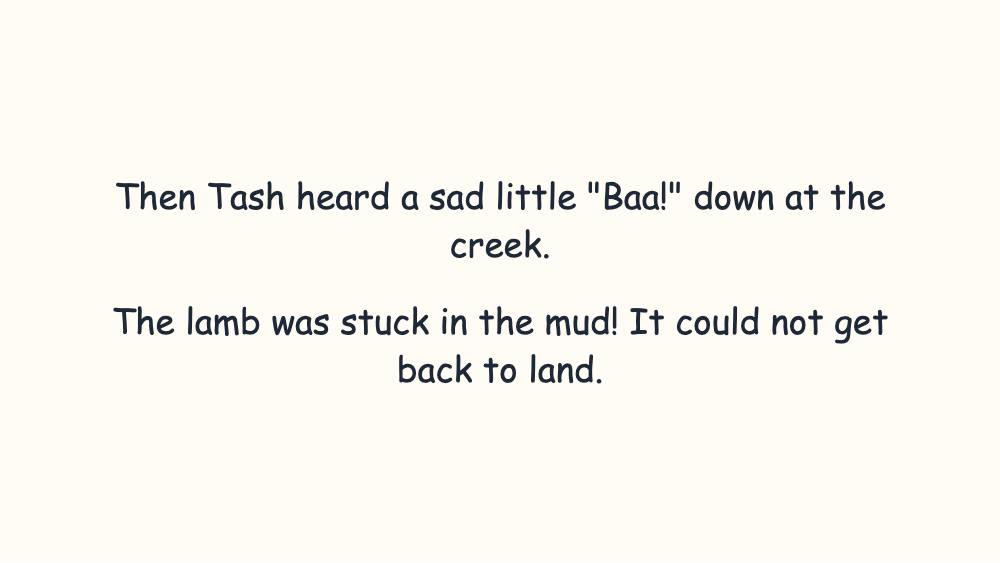 Then Tash heard a sad little "Baa!" down at the
creek.
The lamb was stuck in the mud! It could not get
back to land.